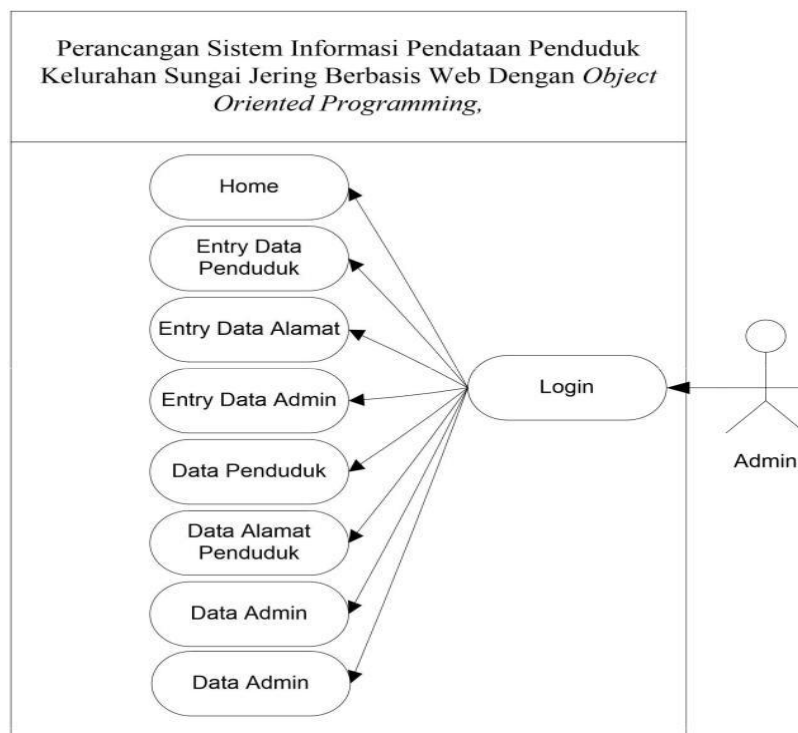 Perancangan Sistem Informasi Pendataan Penduduk
Kelurahan Sungai Jering Berbasis Web Dengan Object
Oriented Programming,
Home
Entry Data
Penduduk
Entry Data Alamat
Entry Data Admin
Data Penduduk
Data Alamat
Penduduk
Data Admin
Data Admin
Login
Admin